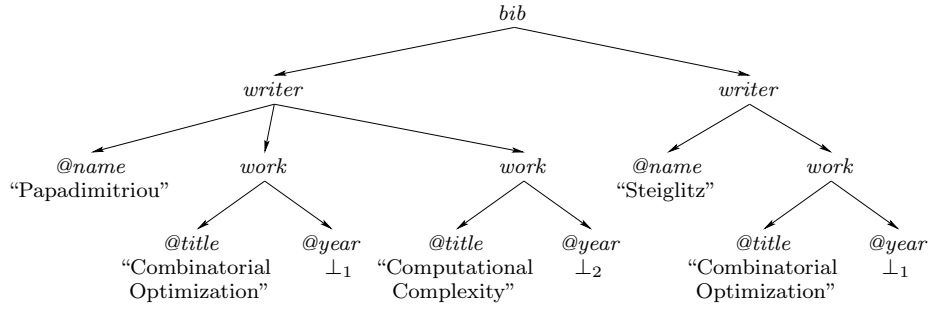 bib
writer writer
@name work work @name work
“Papadimitriou” “Steiglitz”
@title @year @title @year @title @year
“Combinatorial ⊥1 “Computational ⊥2 “Combinatorial ⊥1
Optimization” Complexity” Optimization”